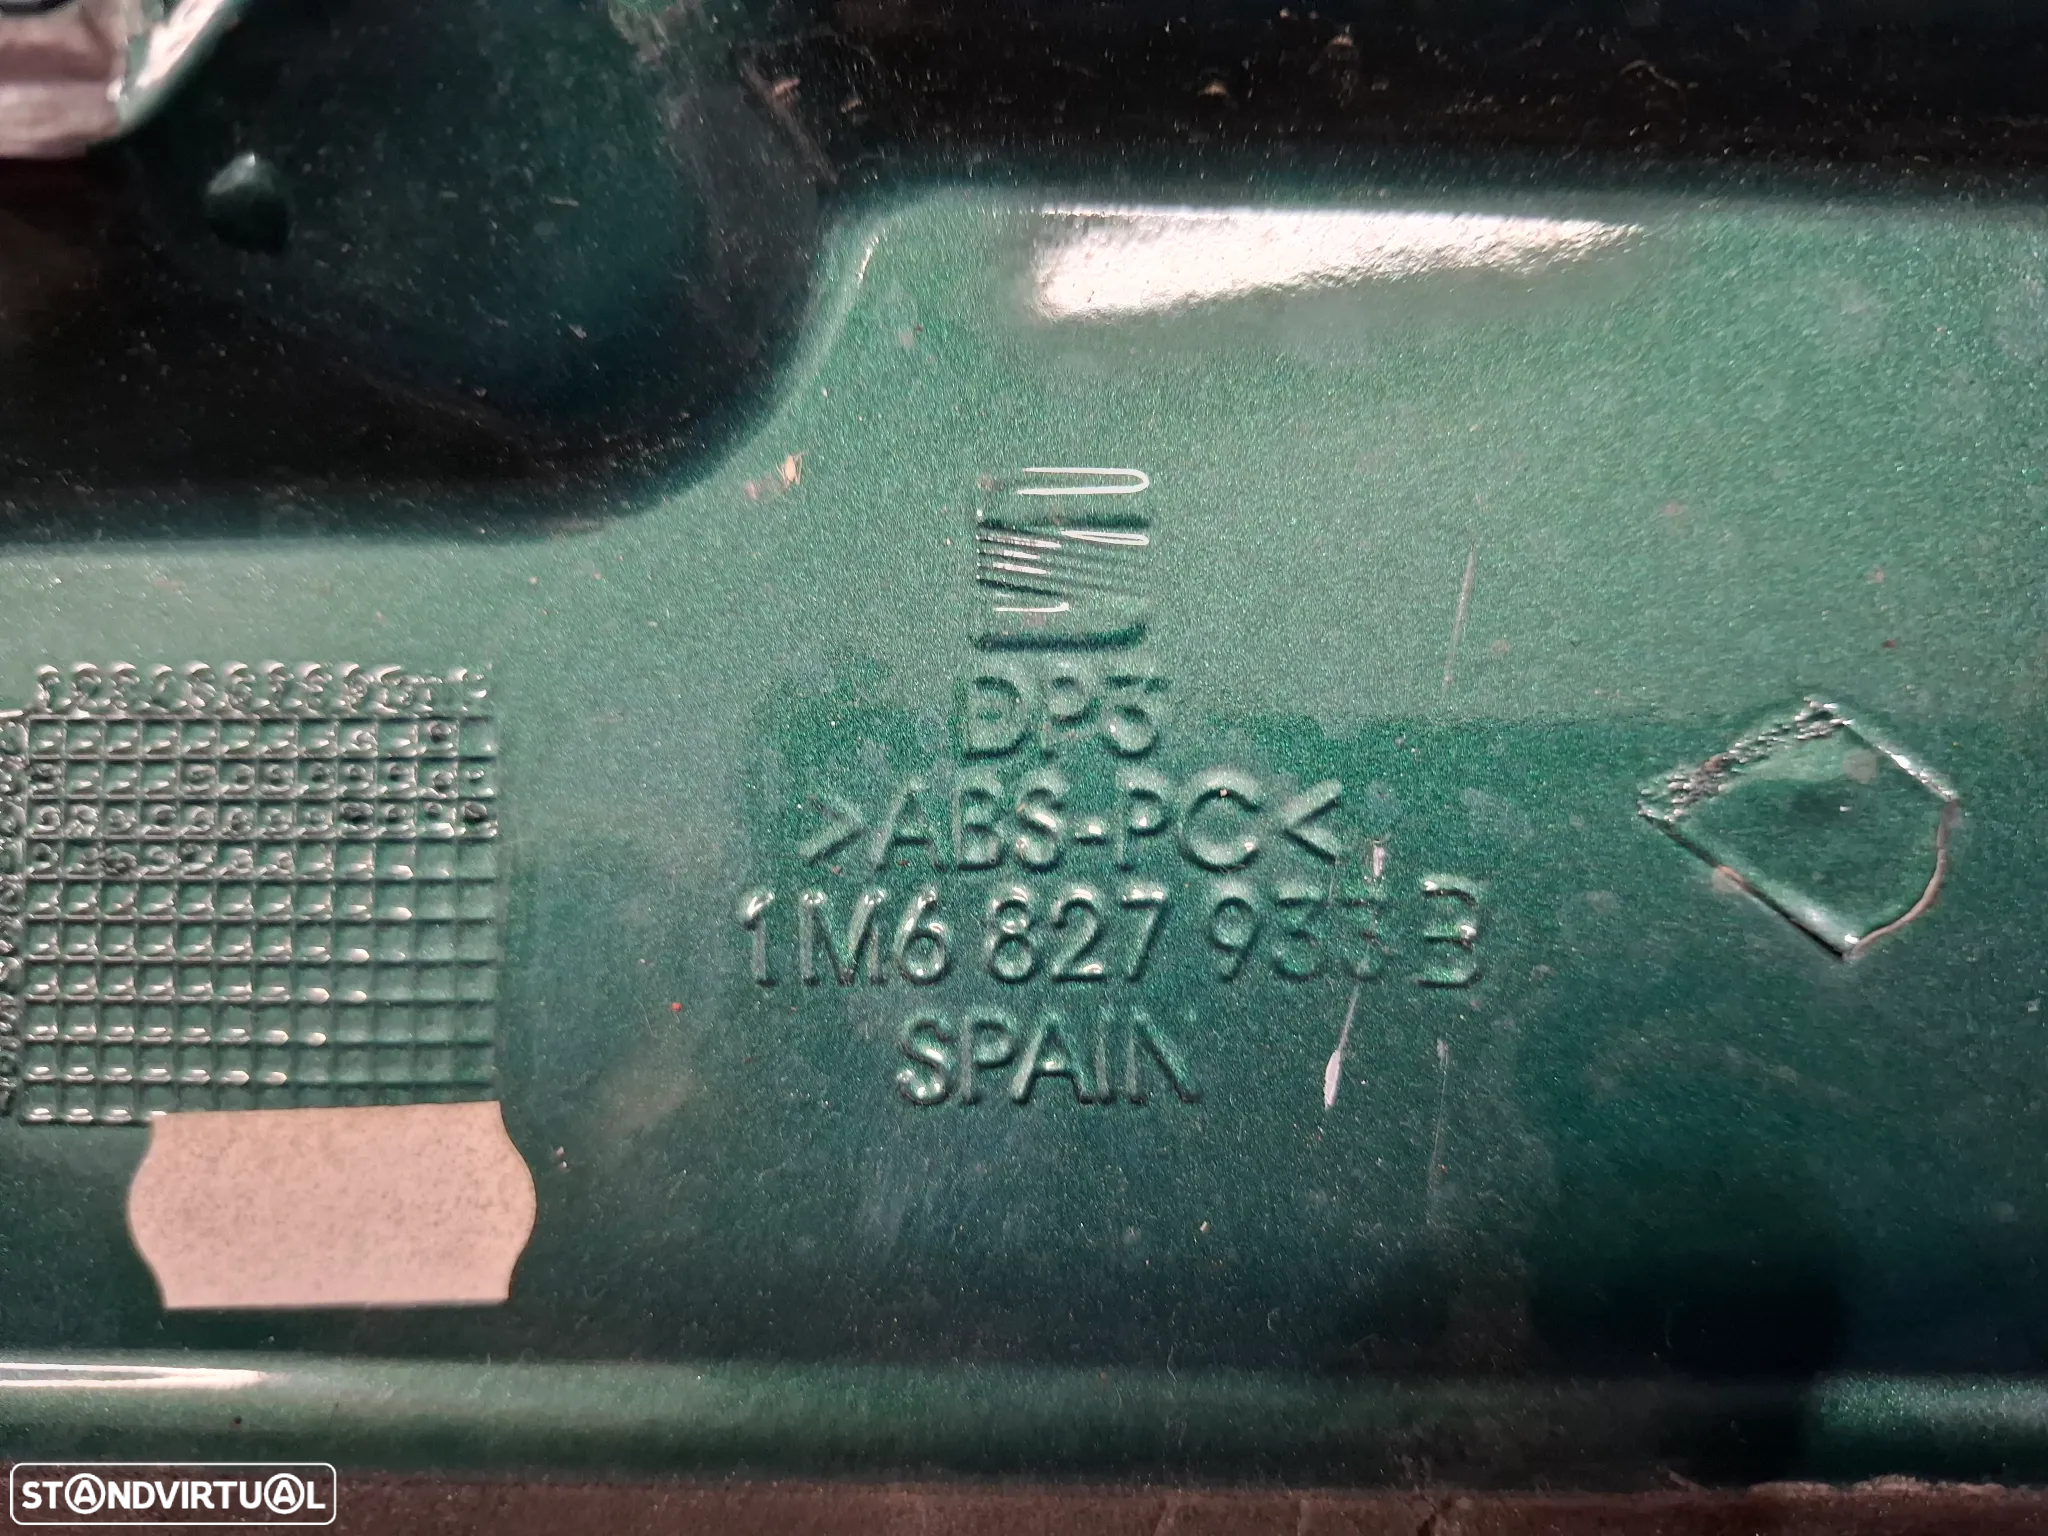 DP5
>ABS-PC<
1M6 827 933 B
SPAIN
STANDVIRTUAL